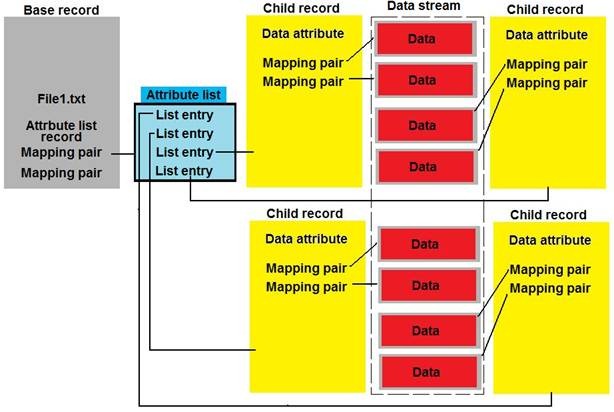 Base record
File1.txt
Attrbute list
record
Mapping pair
Mapping pair
Attribute list
List entry
List entry
List entry
List entry
Child record
Data attribute
Mapping pair
Mapping pair
Data stream
Data
Data
Data
Data
Child record
Data attribute
Mapping pair
Mapping pair
Child record
Data attribute
Mapping pair
Mapping pair
Data
Data
Data
Data
Child record
Data attribute
Mapping pair
Mapping pair